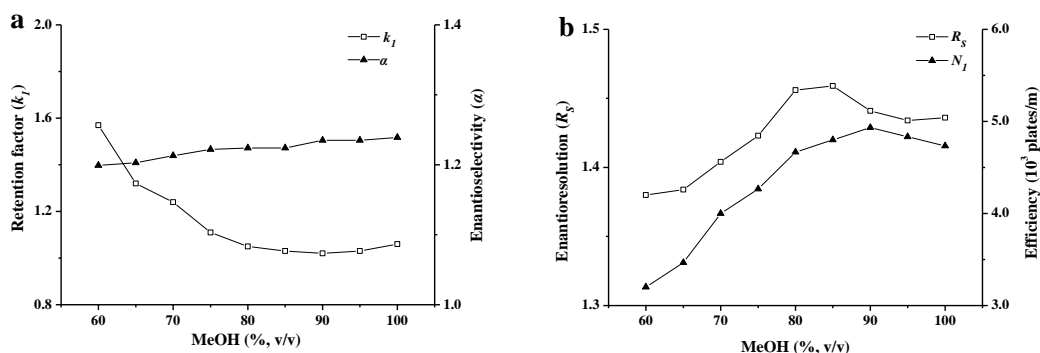 a
2.0
1.6
1.2
0.8
Retention factor (k1)
k1
α
1.4
1.2
1.0
Enantioselectivity (α)
60 70 80 90 100
MeOH (%, v/v)
b
1.5
1.4
1.3
Enantioresolution (RS)
RS
N1
6.0
5.0
4.0
3.0
Efficiency (10³ plates/m)
60 70 80 90 100
MeOH (%, v/v)